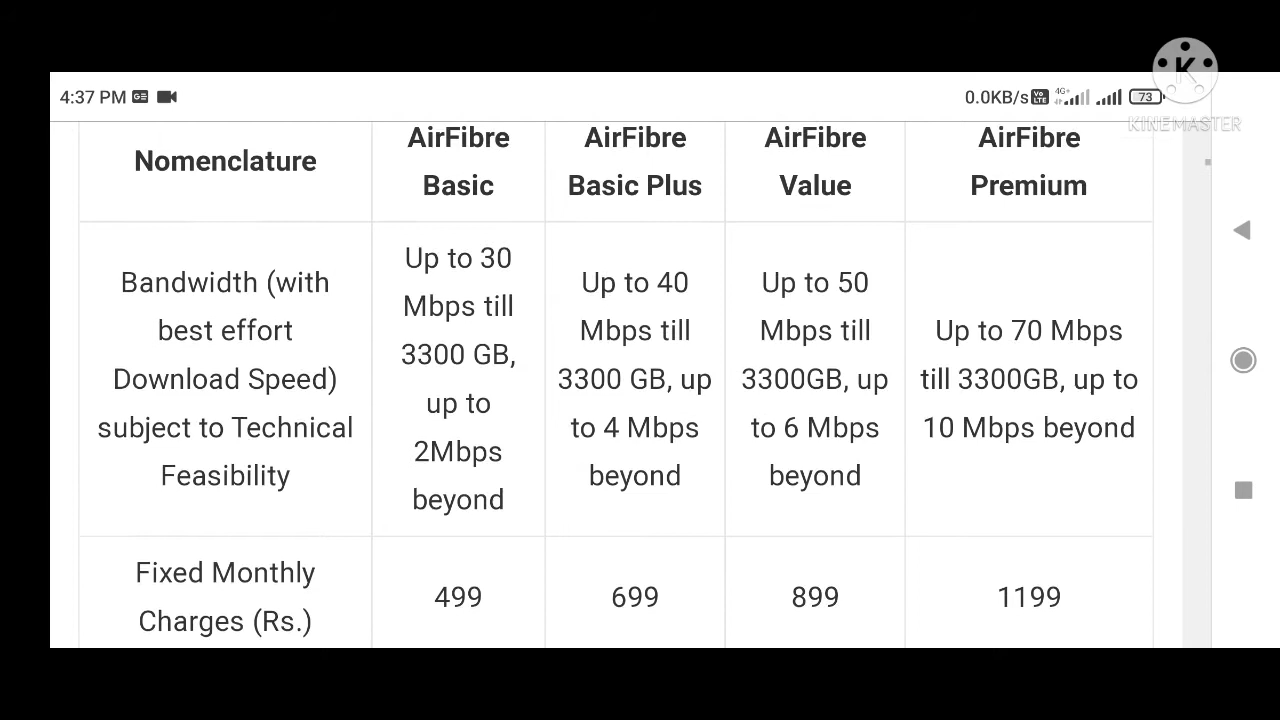 4:37 PM
0.0KB/s Vo LTE 4G+ 73
KINEMASTER
Nomenclature
AirFibre
Basic
AirFibre
Basic Plus
AirFibre
Value
AirFibre
Premium
Bandwidth (with
best effort
Download Speed)
subject to Technical
Feasibility
Up to 30
Mbps till
3300 GB,
up to
2Mbps
beyond
Up to 40
Mbps till
3300 GB, up
to 4 Mbps
beyond
Up to 50
Mbps till
3300GB, up
to 6 Mbps
beyond
Up to 70 Mbps
till 3300GB, up to
10 Mbps beyond
Fixed Monthly
Charges (Rs.)
499
699
899
1199